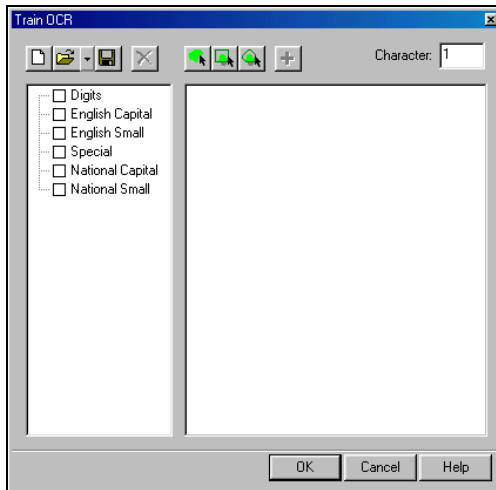 Train OCR
Character: 1
Digits
English Capital
English Small
Special
National Capital
National Small
OK Cancel Help